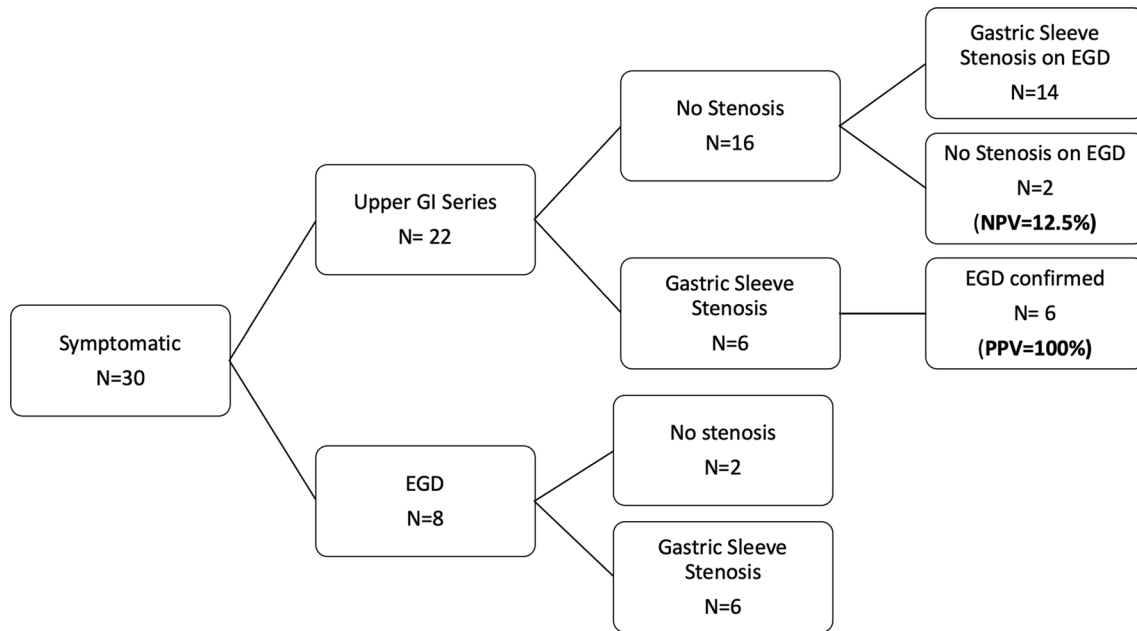 Symptomatic
N=30
Upper GI Series
N= 22
EGD
N=8
No Stenosis
N=16
Gastric Sleeve
Stenosis
N=6
No stenosis
N=2
Gastric Sleeve
Stenosis
N=6
Gastric Sleeve
Stenosis on EGD
N=14
No Stenosis on EGD
N=2
(NPV=12.5%)
EGD confirmed
N= 6
(PPV=100%)